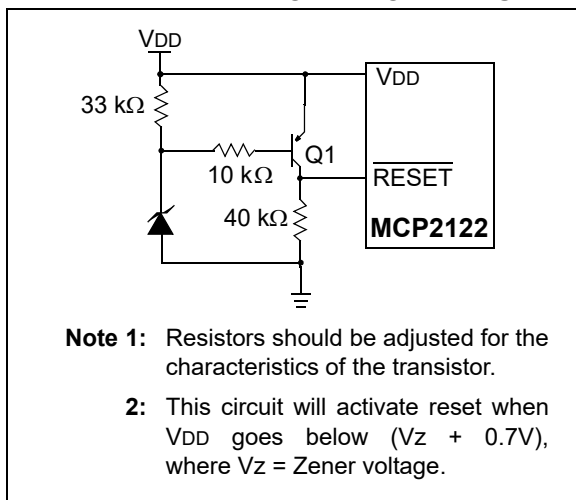 VDD
VDD
33 kΩ
Q1
10 kΩ
RESET
40 kΩ
MCP2122
Note 1: Resistors should be adjusted for the
characteristics of the transistor.
2: This circuit will activate reset when
VDD goes below (Vz + 0.7V),
where Vz = Zener voltage.